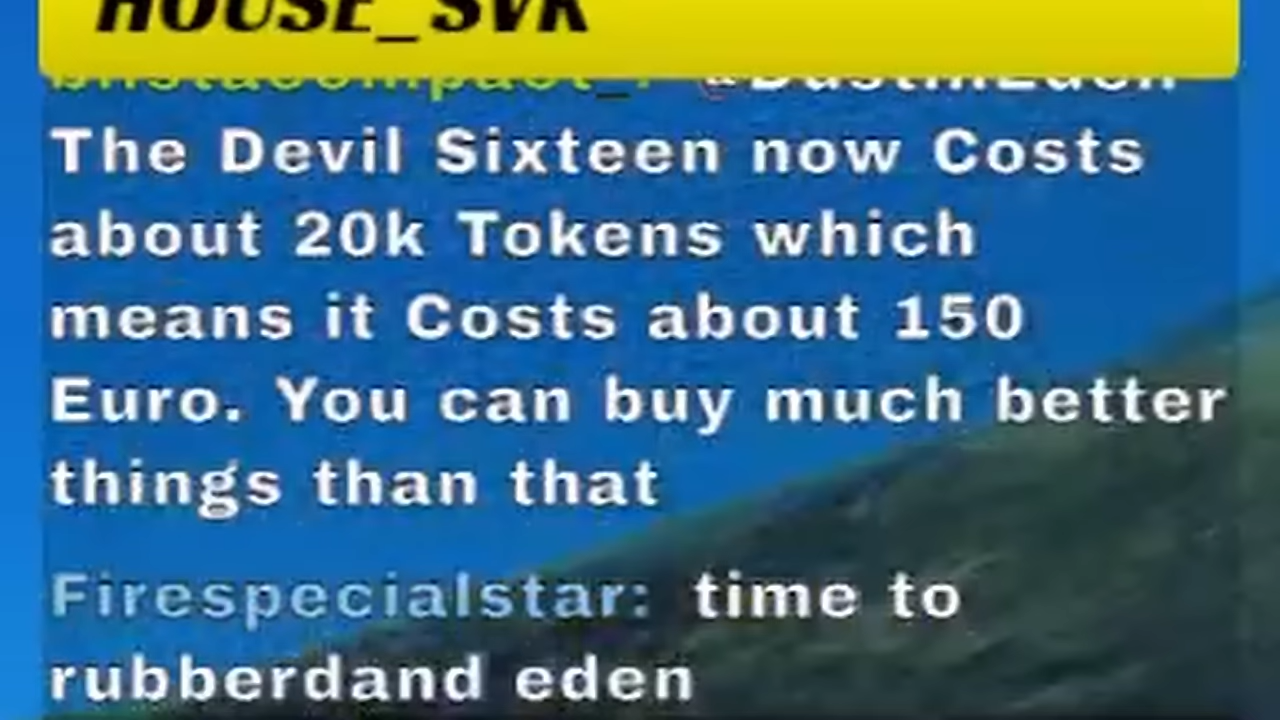 HOUSE_SVK
@DustinEden
The Devil Sixteen now Costs
about 20k Tokens which
means it Costs about 150
Euro. You can buy much better
things than that
Firespecialstar: time to
rubberdand eden